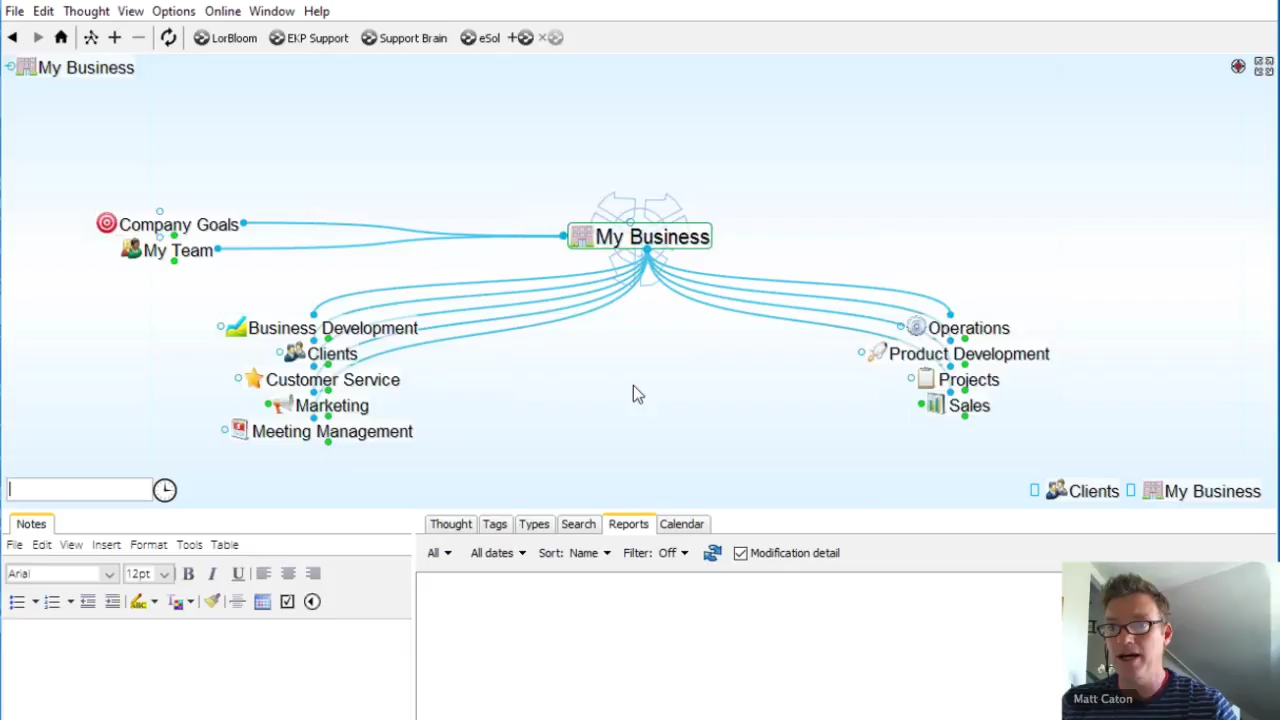 File Edit Thought View Options Online Window Help
LorBloom EKP Support Support Brain eSol
My Business
Company Goals
My Team
My Business
Business Development
Clients
Customer Service
Marketing
Meeting Management
Operations
Product Development
Projects
Sales
Clients My Business
Notes
File Edit View Insert Format Tools Table
Arial 12pt B I U
Thought Tags Types Search Reports Calendar
All All dates Sort: Name Filter: Off Modification detail
Matt Caton